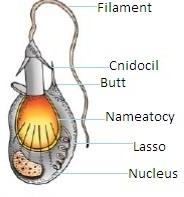 Filament
Cnidocil
Butt
Nameatocy
Lasso
Nucleus